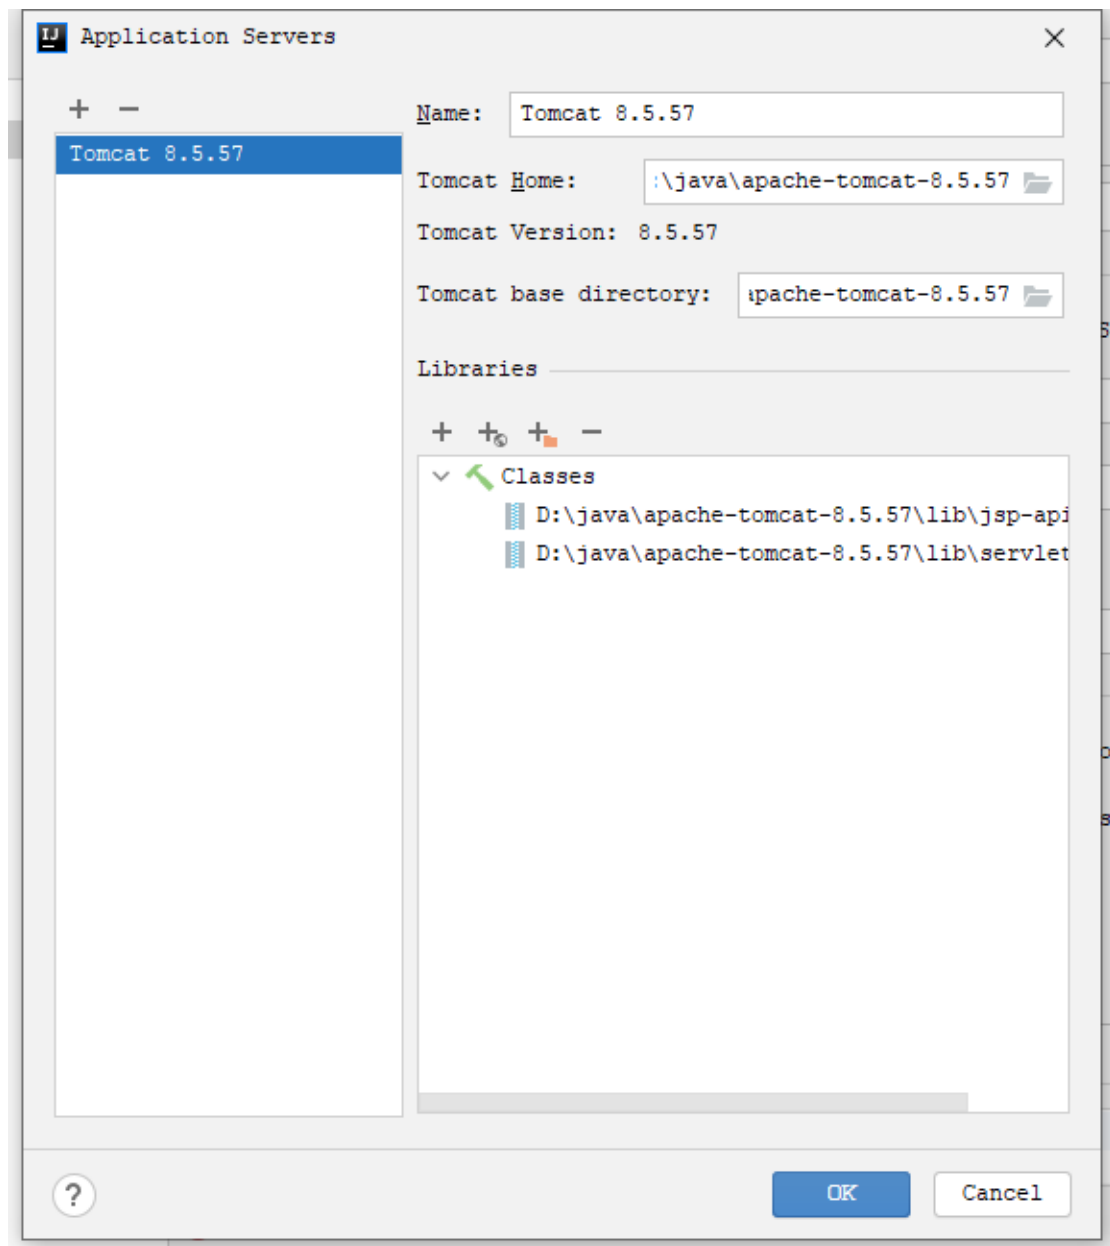 IJ Application Servers
Name: Tomcat 8.5.57
Tomcat 8.5.57
Tomcat Home: :\java\apache-tomcat-8.5.57
Tomcat Version: 8.5.57
Tomcat base directory: apache-tomcat-8.5.57
Libraries
Classes
D:\java\apache-tomcat-8.5.57\lib\jsp-api
D:\java\apache-tomcat-8.5.57\lib\servlet
? OK Cancel